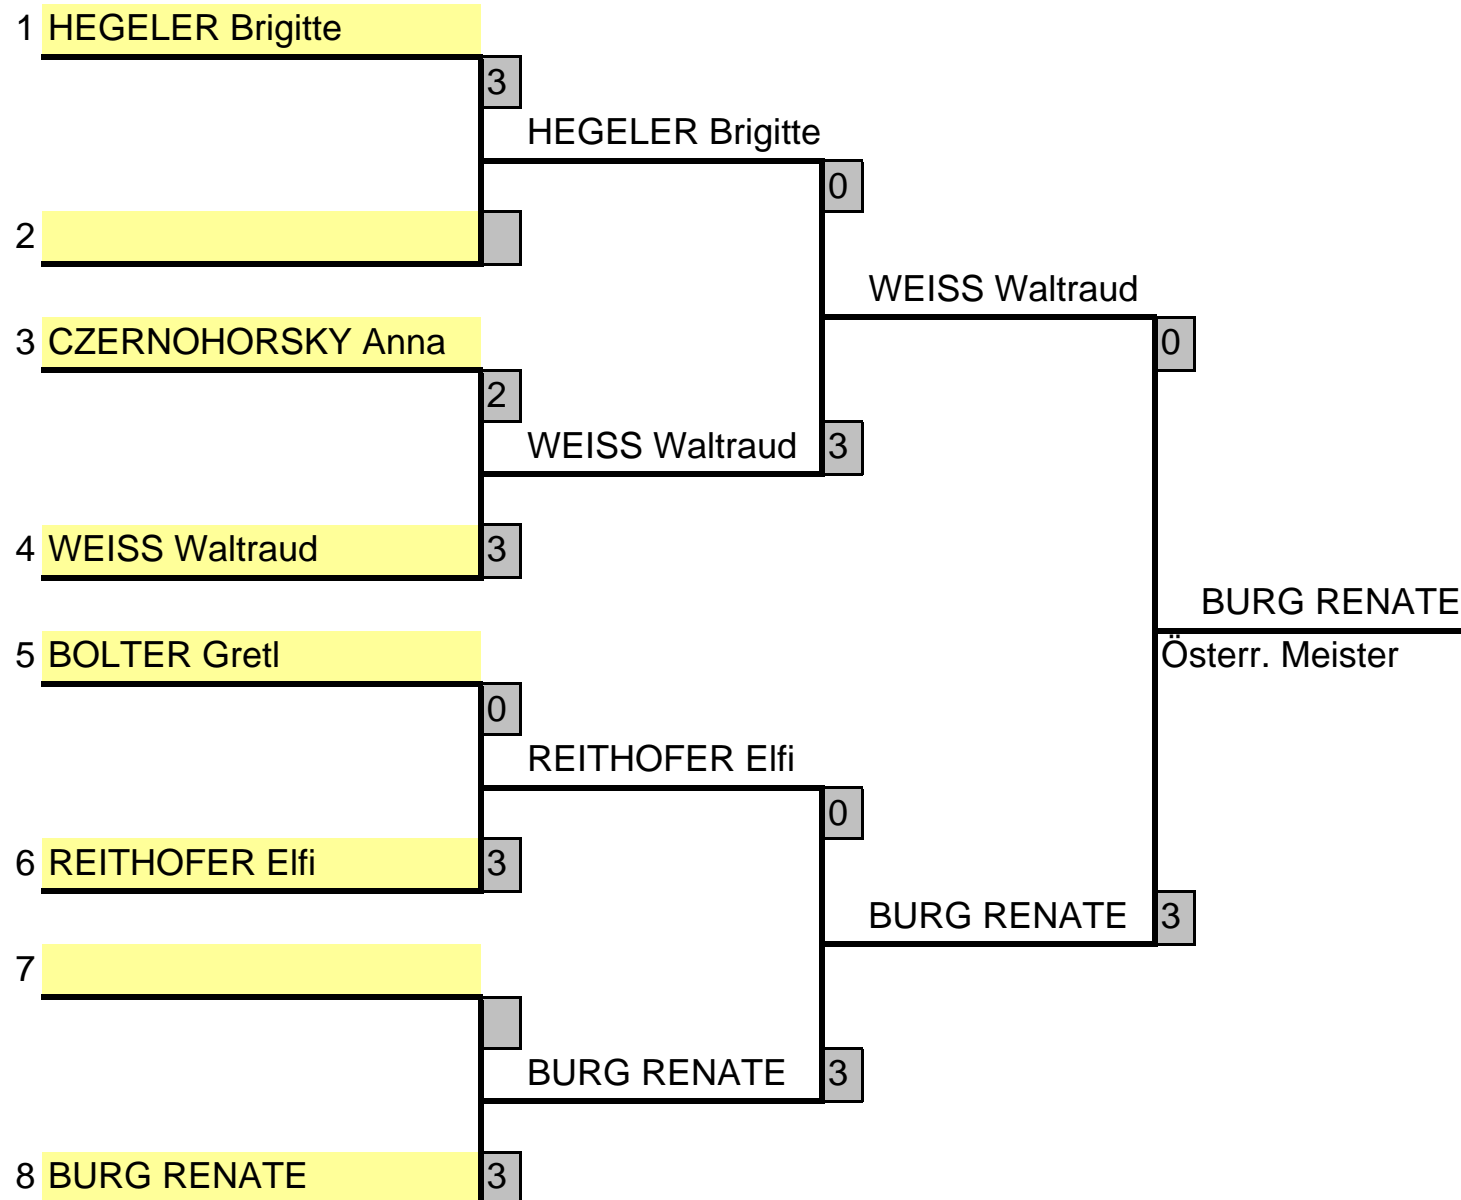 1 HEGELER Brigitte
3
HEGELER Brigitte
0
2
WEISS Waltraud
3 CZERNOHORSKY Anna
0
2
WEISS Waltraud 3
4 WEISS Waltraud 3
BURG RENATE
5 BOLTER Gretl
Österr. Meister
0
REITHOFER Elfi
0
6 REITHOFER Elfi 3
BURG RENATE 3
7
BURG RENATE 3
8 BURG RENATE 3